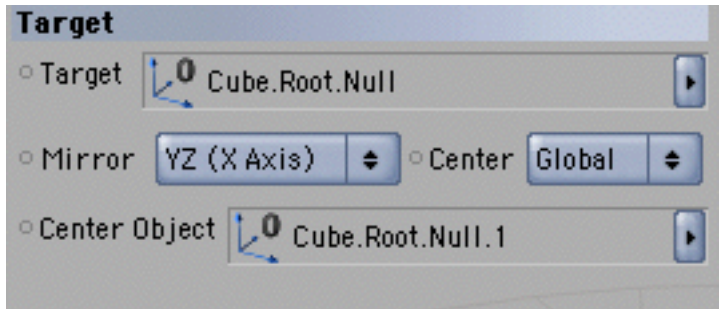 Target
Target Cube.Root.Null
Mirror YZ (X Axis) Center Global
Center Object Cube.Root.Null.1